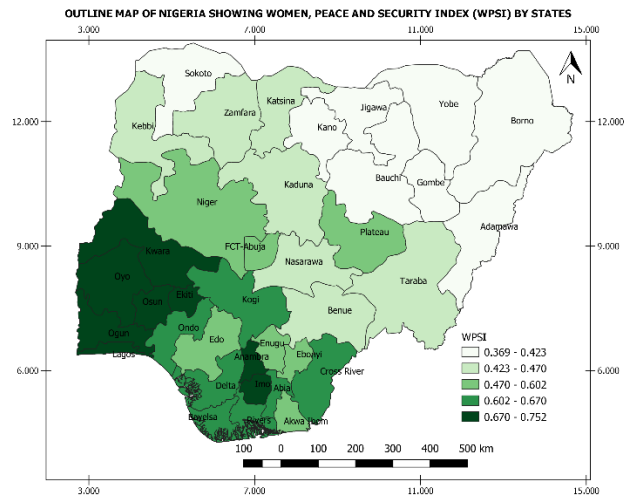 OUTLINE MAP OF NIGERIA SHOWING WOMEN, PEACE AND SECURITY INDEX (WPSI) BY STATES
3.000 7.000 11.000 15.000
N
Sokoto
Katsina
Jigawa
Yobe
Zamfara
12.000 Kebbi Kano Borno 12.000
Kaduna
Bauchi
Gombe
Niger
Plateau
Adamawa
9.000 Kwara FCT-Abuja 9.000
Nasarawa
Oyo
Taraba
Ekiti
Osun
Kogi
Benue
Ondo
Ogun
Edo
Enugu
Lagos
Anambra
Ebonyi
6.000 Cross River 6.000
Delta
Imo
Abia
Bayelsa
Rivers
Akwa Ibom
WPSI
0.369 - 0.423
0.423 - 0.470
0.470 - 0.602
0.602 - 0.670
0.670 - 0.752
100 0 100 200 300 400 500 km
3.000 7.000 11.000 15.000